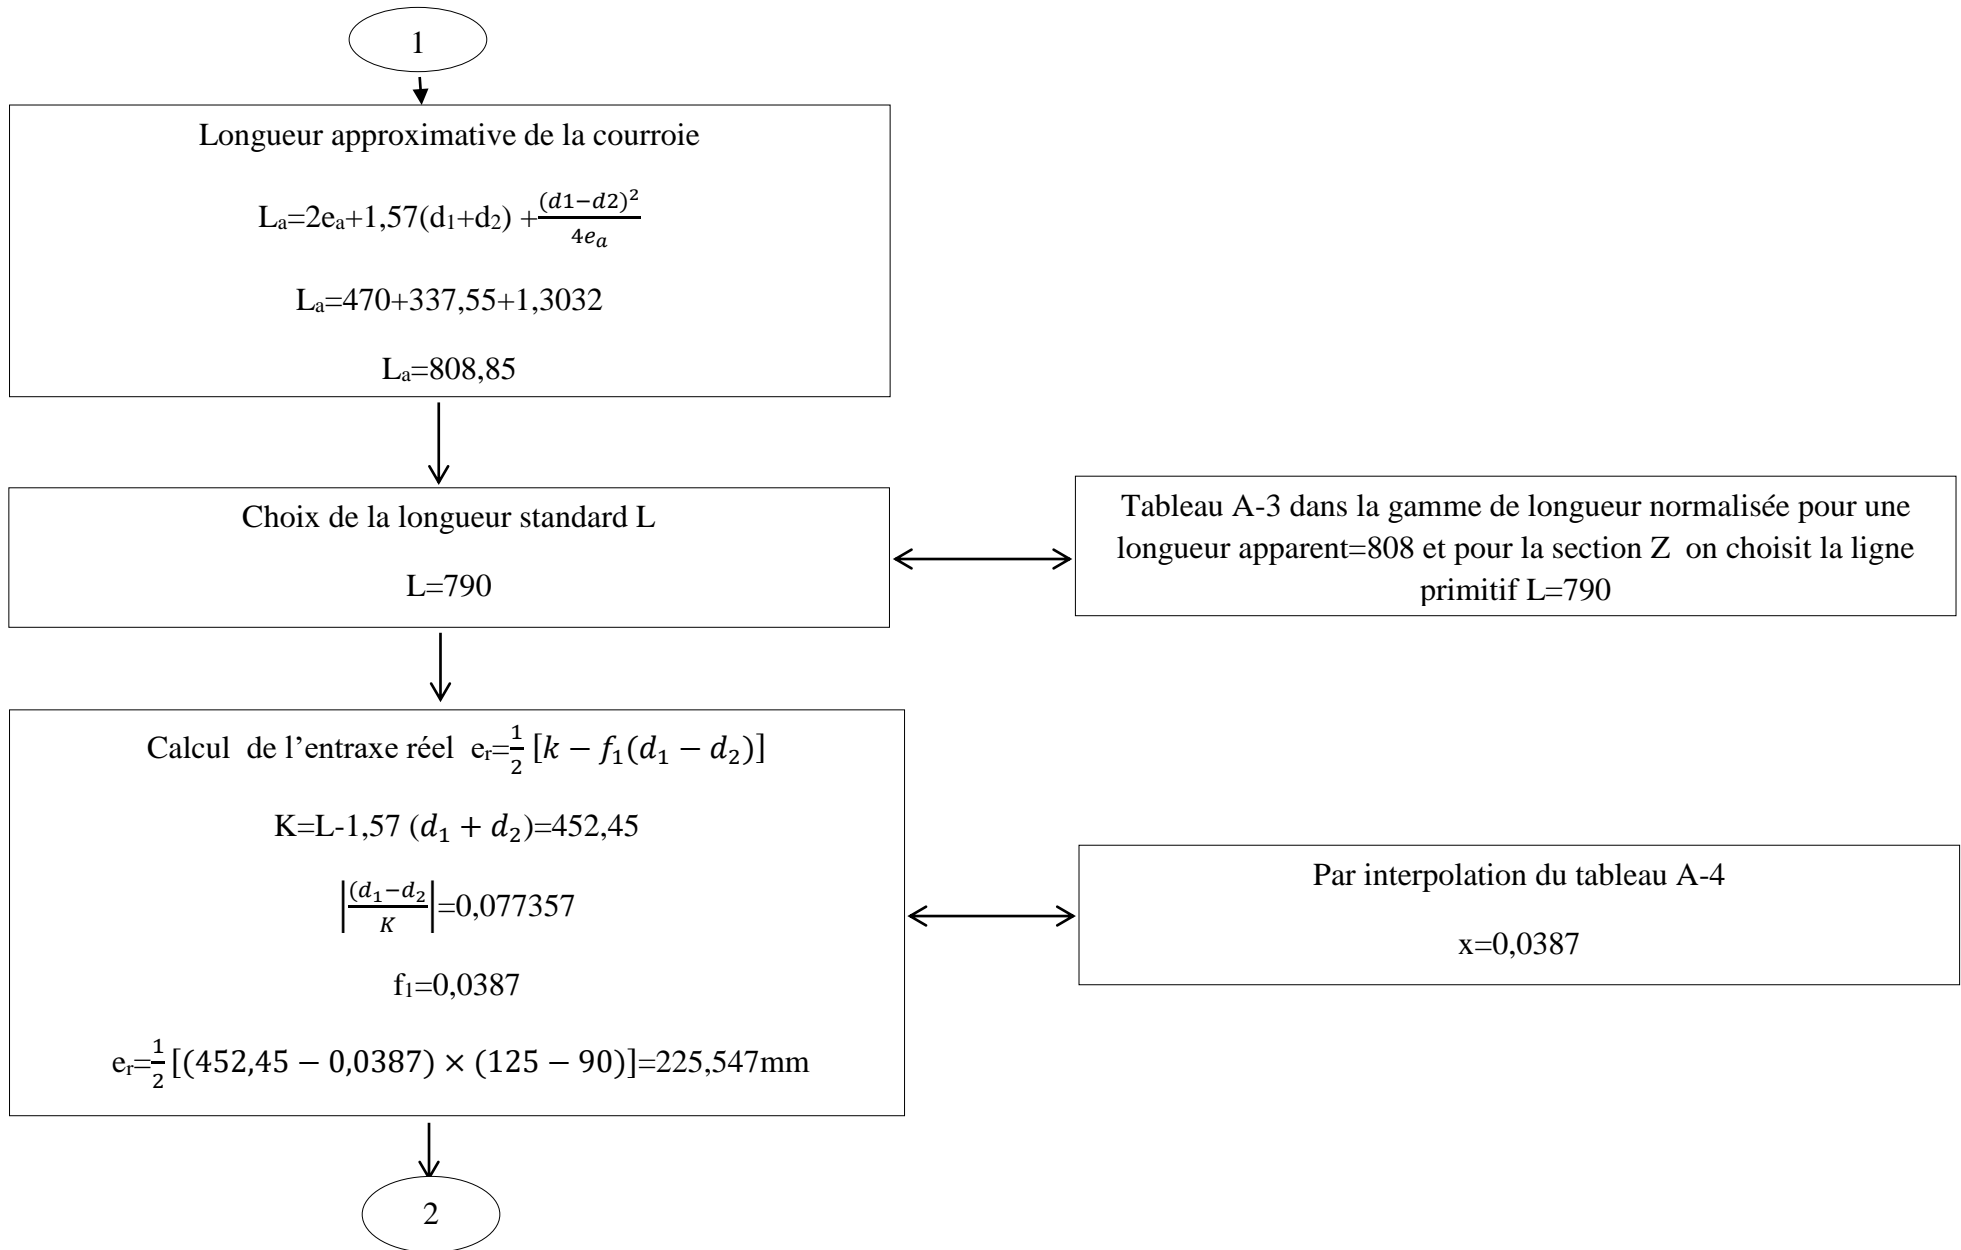 1
Longueur approximative de la courroie
Lₐ=2eₐ+1,57(d₁+d₂) +(d1−d2)²/4eₐ
Lₐ=470+337,55+1,3032
Lₐ=808,85
Choix de la longueur standard L
L=790
Tableau A-3 dans la gamme de longueur normalisée pour une
longueur apparent=808 et pour la section Z on choisit la ligne
primitif L=790
Calcul de l’entraxe réel eᵣ=1/2 [k − f₁(d₁ − d₂)]
K=L-1,57 (d₁ + d₂)=452,45
|(d₁−d₂/K|=0,077357
f₁=0,0387
eᵣ=1/2 [(452,45 − 0,0387) × (125 − 90)]=225,547mm
Par interpolation du tableau A-4
x=0,0387
2